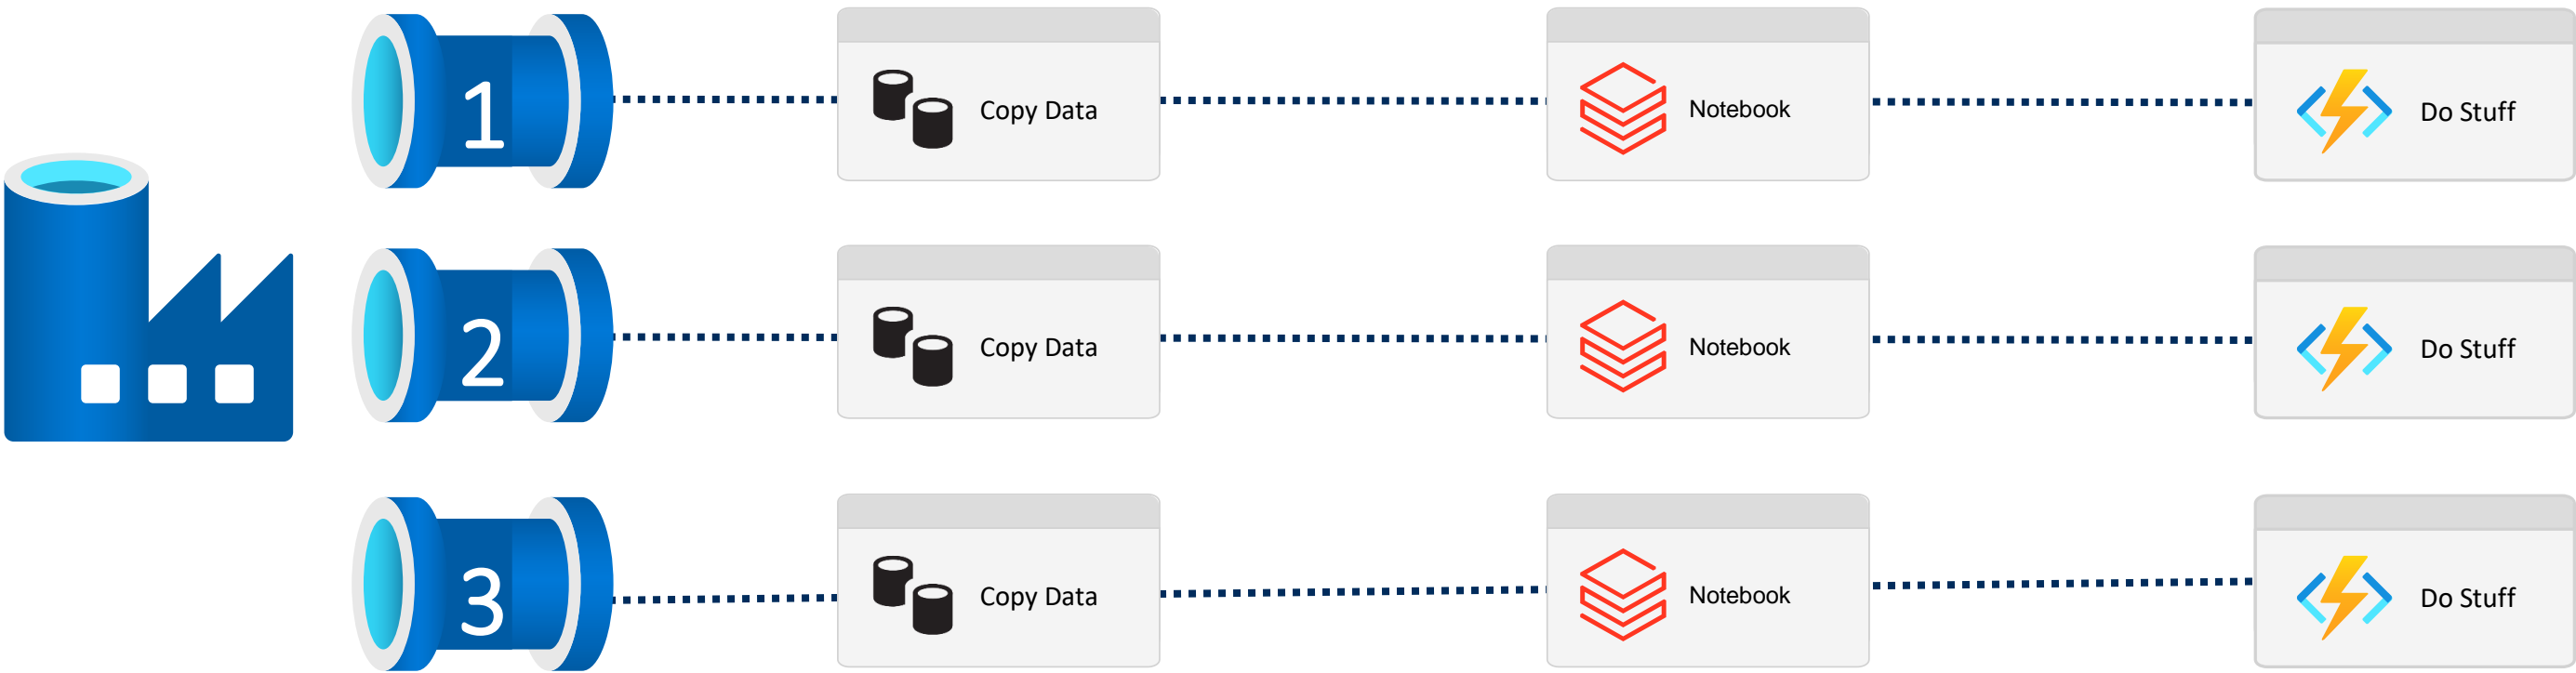 1
Copy Data
Notebook
Do Stuff
2
Copy Data
Notebook
Do Stuff
3
Copy Data
Notebook
Do Stuff